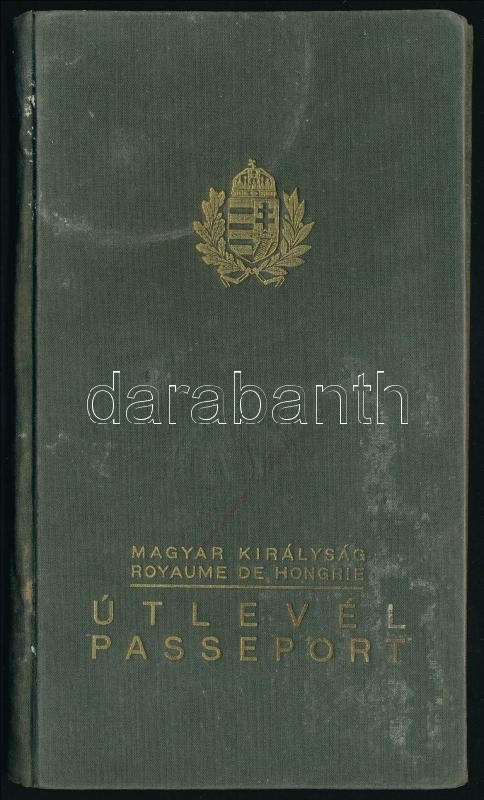 darabanth
MAGYAR KIRÁLYSÁG
ROYAUME DE HONGRIE
ÚTLEVÉL
PASSEPORT